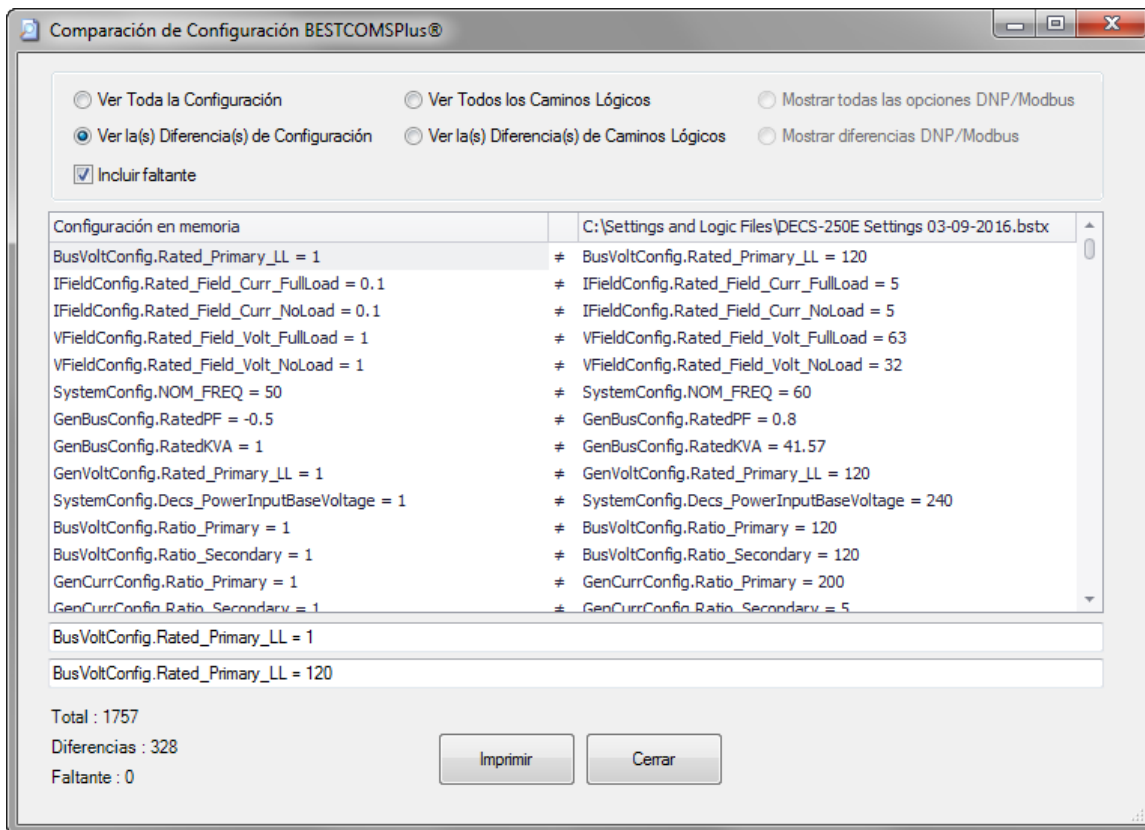 Comparación de Configuración BESTCOMSPlus®
Ver Toda la Configuración Ver Todos los Caminos Lógicos Mostrar todas las opciones DNP/Modbus
Ver la(s) Diferencia(s) de Configuración Ver la(s) Diferencia(s) de Caminos Lógicos Mostrar diferencias DNP/Modbus
Incluir faltante
Configuración en memoria C:\Settings and Logic Files\DECS-250E Settings 03-09-2016.bstx
BusVoltConfig.Rated_Primary_LL = 1 ≠ BusVoltConfig.Rated_Primary_LL = 120
IFieldConfig.Rated_Field_Curr_FullLoad = 0.1 ≠ IFieldConfig.Rated_Field_Curr_FullLoad = 5
IFieldConfig.Rated_Field_Curr_NoLoad = 0.1 ≠ IFieldConfig.Rated_Field_Curr_NoLoad = 5
VFieldConfig.Rated_Field_Volt_FullLoad = 1 ≠ VFieldConfig.Rated_Field_Volt_FullLoad = 63
VFieldConfig.Rated_Field_Volt_NoLoad = 1 ≠ VFieldConfig.Rated_Field_Volt_NoLoad = 32
SystemConfig.NOM_FREQ = 50 ≠ SystemConfig.NOM_FREQ = 60
GenBusConfig.RatedPF = -0.5 ≠ GenBusConfig.RatedPF = 0.8
GenBusConfig.RatedKVA = 1 ≠ GenBusConfig.RatedKVA = 41.57
GenVoltConfig.Rated_Primary_LL = 1 ≠ GenVoltConfig.Rated_Primary_LL = 120
SystemConfig.Decs_PowerInputBaseVoltage = 1 ≠ SystemConfig.Decs_PowerInputBaseVoltage = 240
BusVoltConfig.Ratio_Primary = 1 ≠ BusVoltConfig.Ratio_Primary = 120
BusVoltConfig.Ratio_Secondary = 1 ≠ BusVoltConfig.Ratio_Secondary = 120
GenCurrConfig.Ratio_Primary = 1 ≠ GenCurrConfig.Ratio_Primary = 200
GenCurrConfig.Ratio_Secondary = 1 ≠ GenCurrConfig.Ratio_Secondary = 5
BusVoltConfig.Rated_Primary_LL = 1
BusVoltConfig.Rated_Primary_LL = 120
Total : 1757
Diferencias : 328
Faltante : 0
Imprimir Cerrar